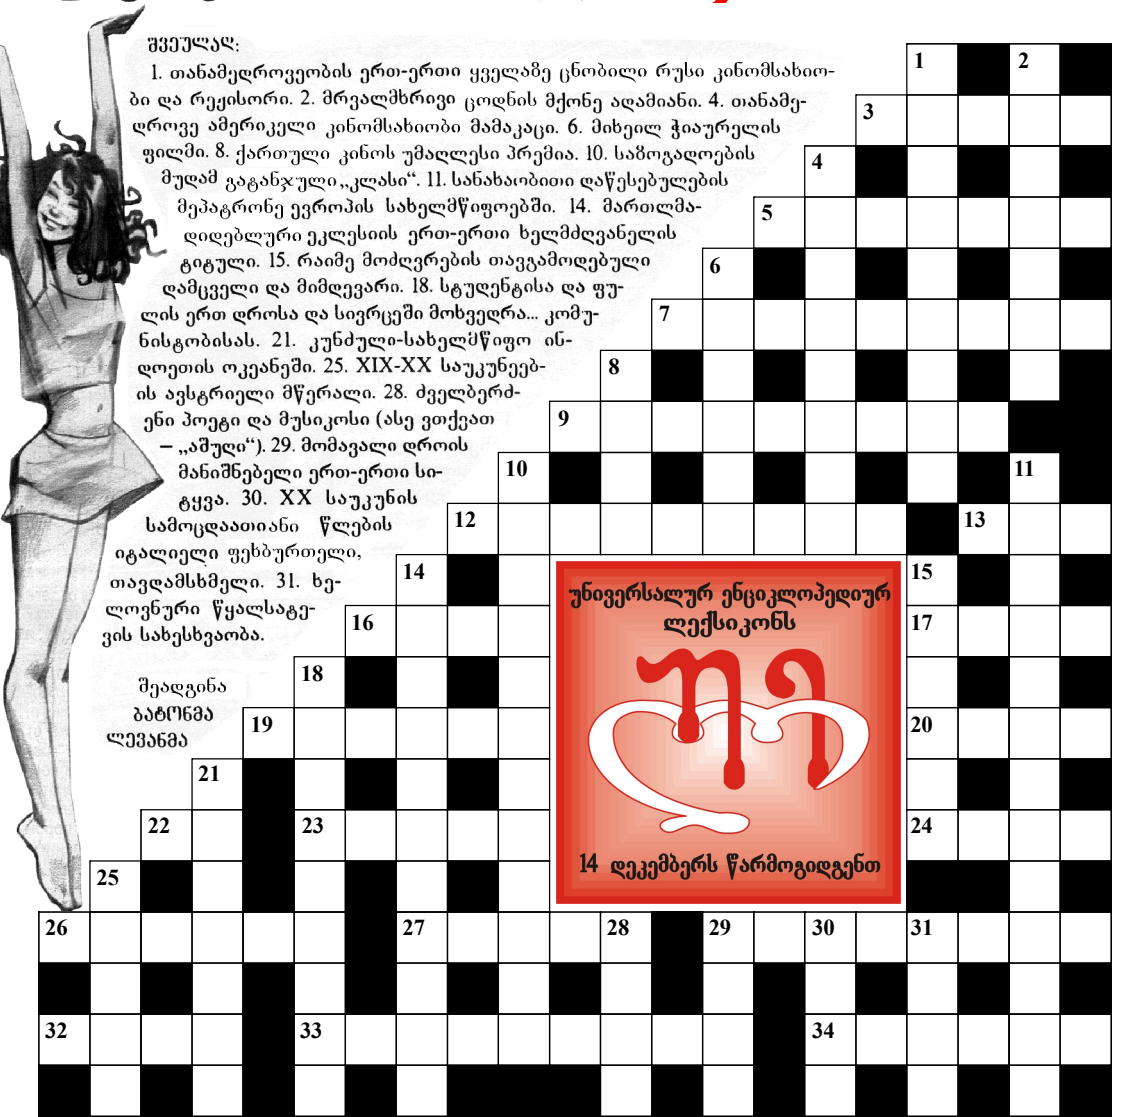 შვეულად:
1. თანამედროვეობის ერთ-ერთი ყველაზე ცნობილი რუსი კინომსახიო-
ბი და რეჟისორი. 2. მრვალმხრივი ცოდნის მქონე ადამიანი. 4. თანამე-
დროვე ამერიკელი კინომსახიობი მამაკაცი. 6. მიხეილ ჭიაურელის
ფილმი. 8. ქართული კინოს უმაღლესი პრემია. 10. საზოგადოების
მუდამ გატანჯული „კლასი“. 11. სანახაობითი დაწესებულების
მეპატრონე ევროპის სახელმწიფოებში. 14. მართლმა-
დიდებლური ეკლესიის ერთ-ერთი ხელმძღვანელის
ტიტული. 15. რაიმე მოძღვრების თავგამოდებული
დამცველი და მიმდევარი. 18. სტუდენტისა და ფუ-
ლის ერთ დროსა და სივრცეში მოხვედრა... კომუ-
ნისტობისას. 21. კუნძული-სახელმწიფო ინ-
დოეთის ოკეანეში. 25. XIX-XX საუკუნეებ-
ის ავსტრიელი მწერალი. 28. ძველბერძ-
ენი პოეტი და მუსიკოსი (ასე ვთქვათ
– „აშუღი“). 29. მომავალი დროის
მანიშნებელი ერთ-ერთი სი-
ტყვა. 30. XX საუკუნის
სამოცდაათიანი წლების
იტალიელი ფეხბურთელი,
თავდამსხმელი. 31. ხე-
ლოვნური წყალსატე-
ვის სახესხვაობა.
შეადგინა
ბატონმა
ლევანმა
1 2
3
4
5
6
7
8
9
10 11
12 13
14 15
უნივერსალურ ენციკლოპედიურ
ლექსიკონს
16 17
18
19 20
21
22 23 24
14 დეკემბერს წარმოგიდგენთ
25
26 27 28 29 30 31
32 33 34